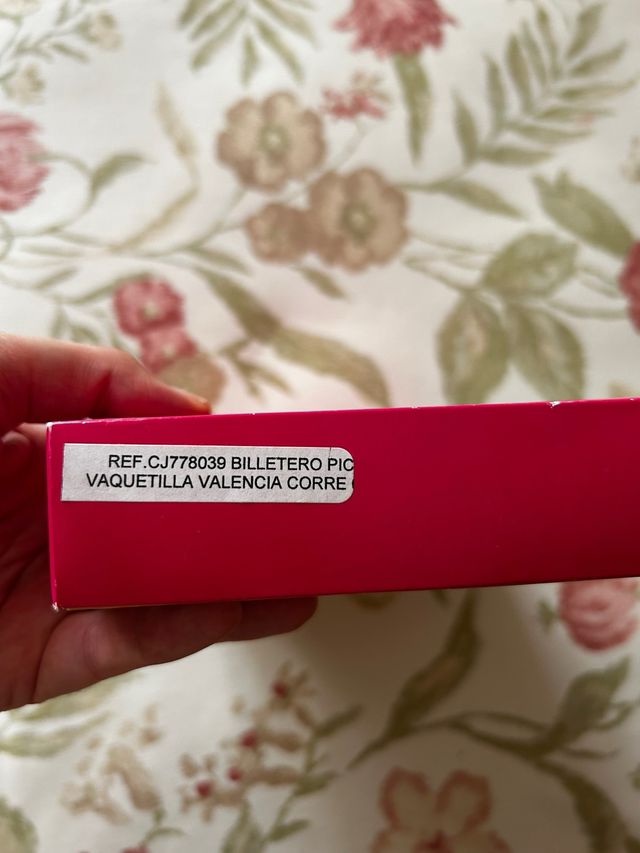 REF.CJ778039 BILLETERO PIC
VAQUETILLA VALENCIA CORRE